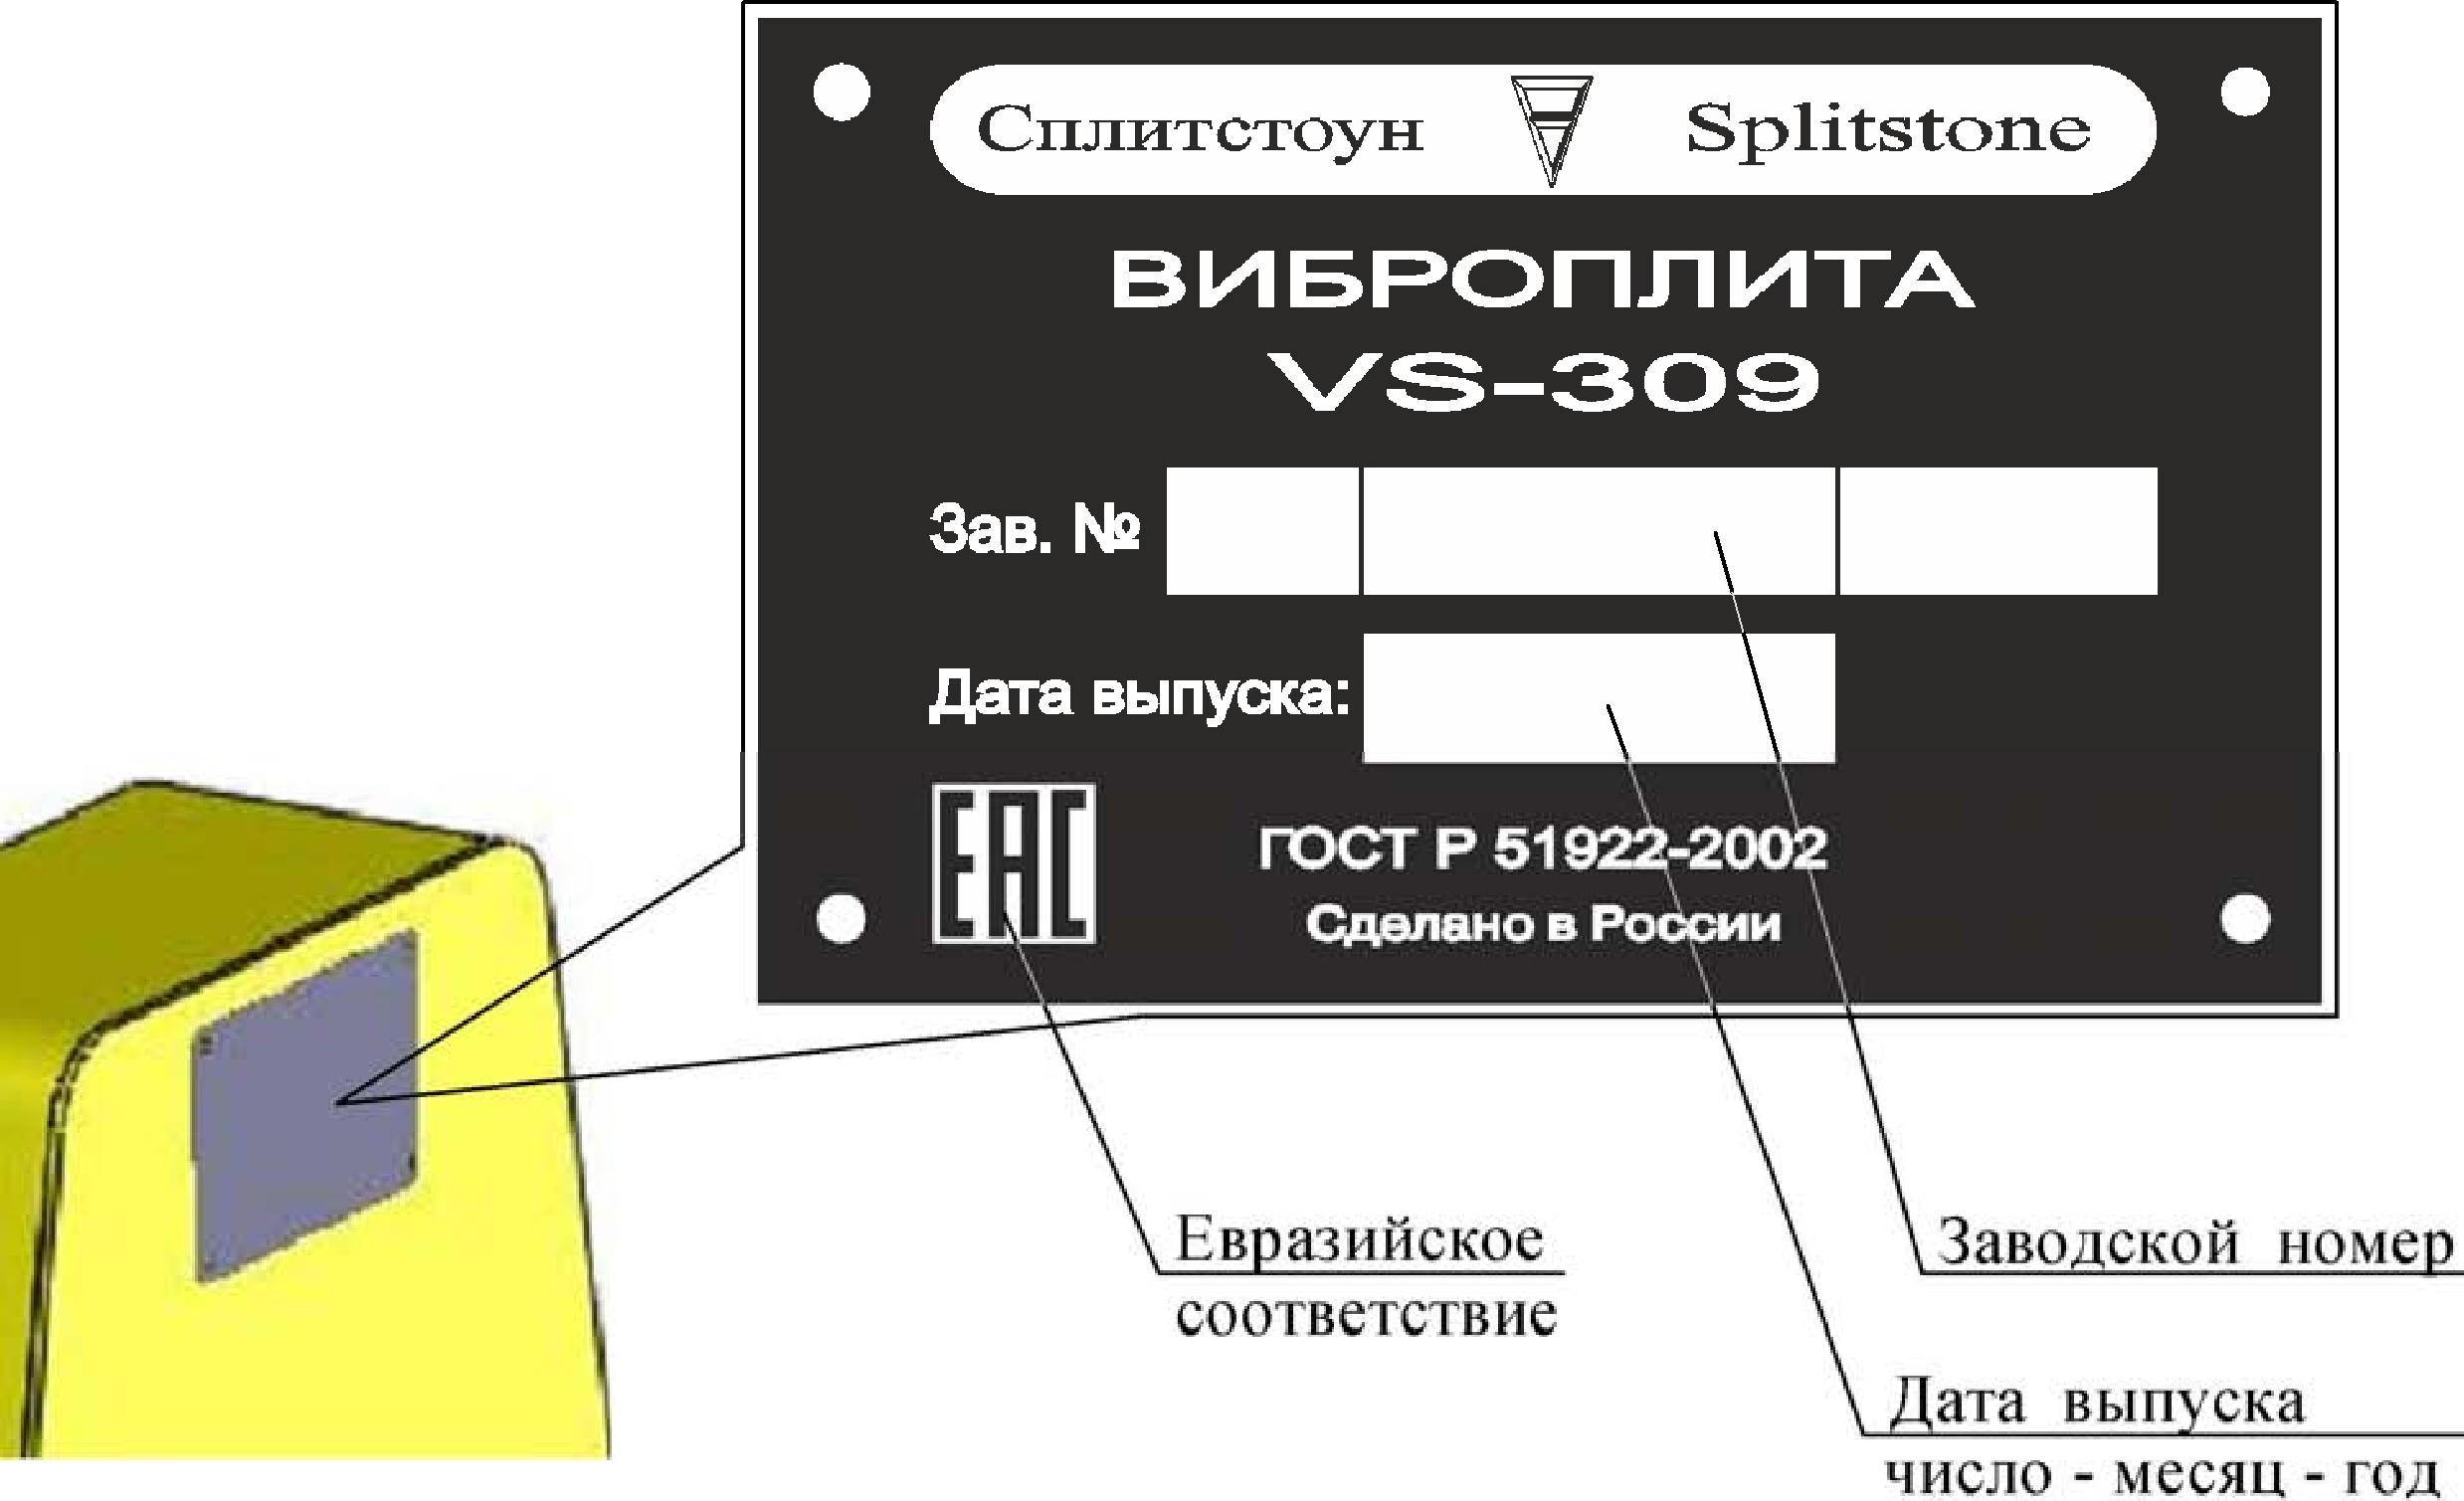 Сплитстоун Splitstone
ВИБРОПЛИТА
VS-309
Зав. №
Дата выпуска:
ЕАС
ГОСТ Р 51922-2002
Сделано в России
Евразийское
соответствие
Заводской номер
Дата выпуска
число - месяц - год